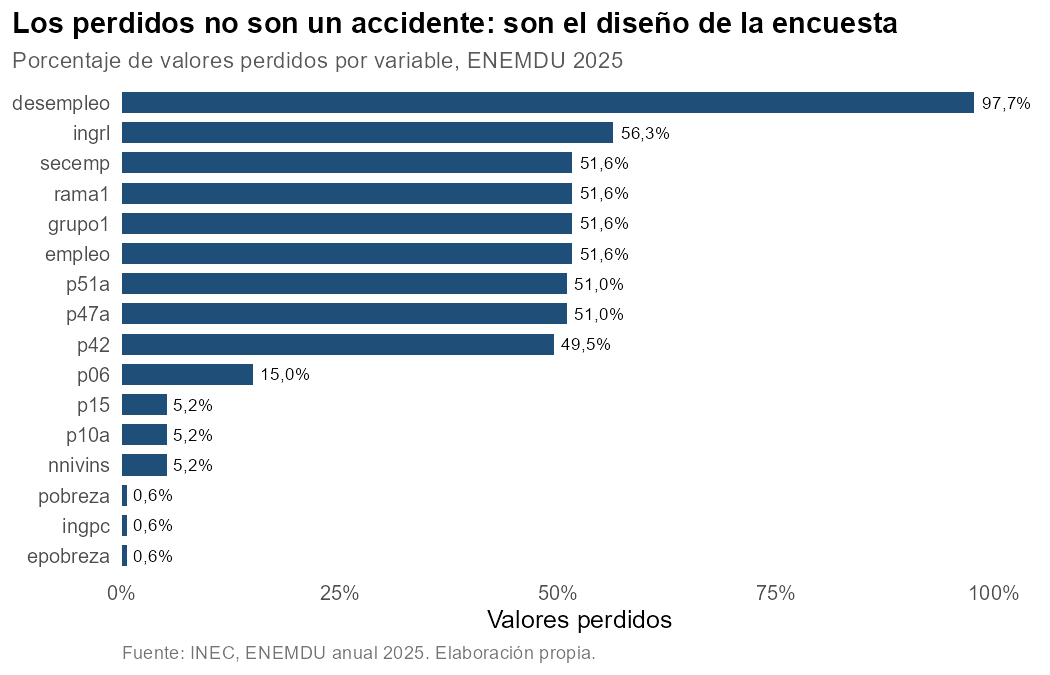 Los perdidos no son un accidente: son el diseño de la encuesta
Porcentaje de valores perdidos por variable, ENEMDU 2025
desempleo 97,7%
ingrl 56,3%
secemp 51,6%
rama1 51,6%
grupo1 51,6%
empleo 51,6%
p51a 51,0%
p47a 51,0%
p42 49,5%
p06 15,0%
p15 5,2%
p10a 5,2%
nnivins 5,2%
pobreza 0,6%
ingpc 0,6%
epobreza 0,6%
0% 25% 50% 75% 100%
Valores perdidos
Fuente: INEC, ENEMDU anual 2025. Elaboración propia.